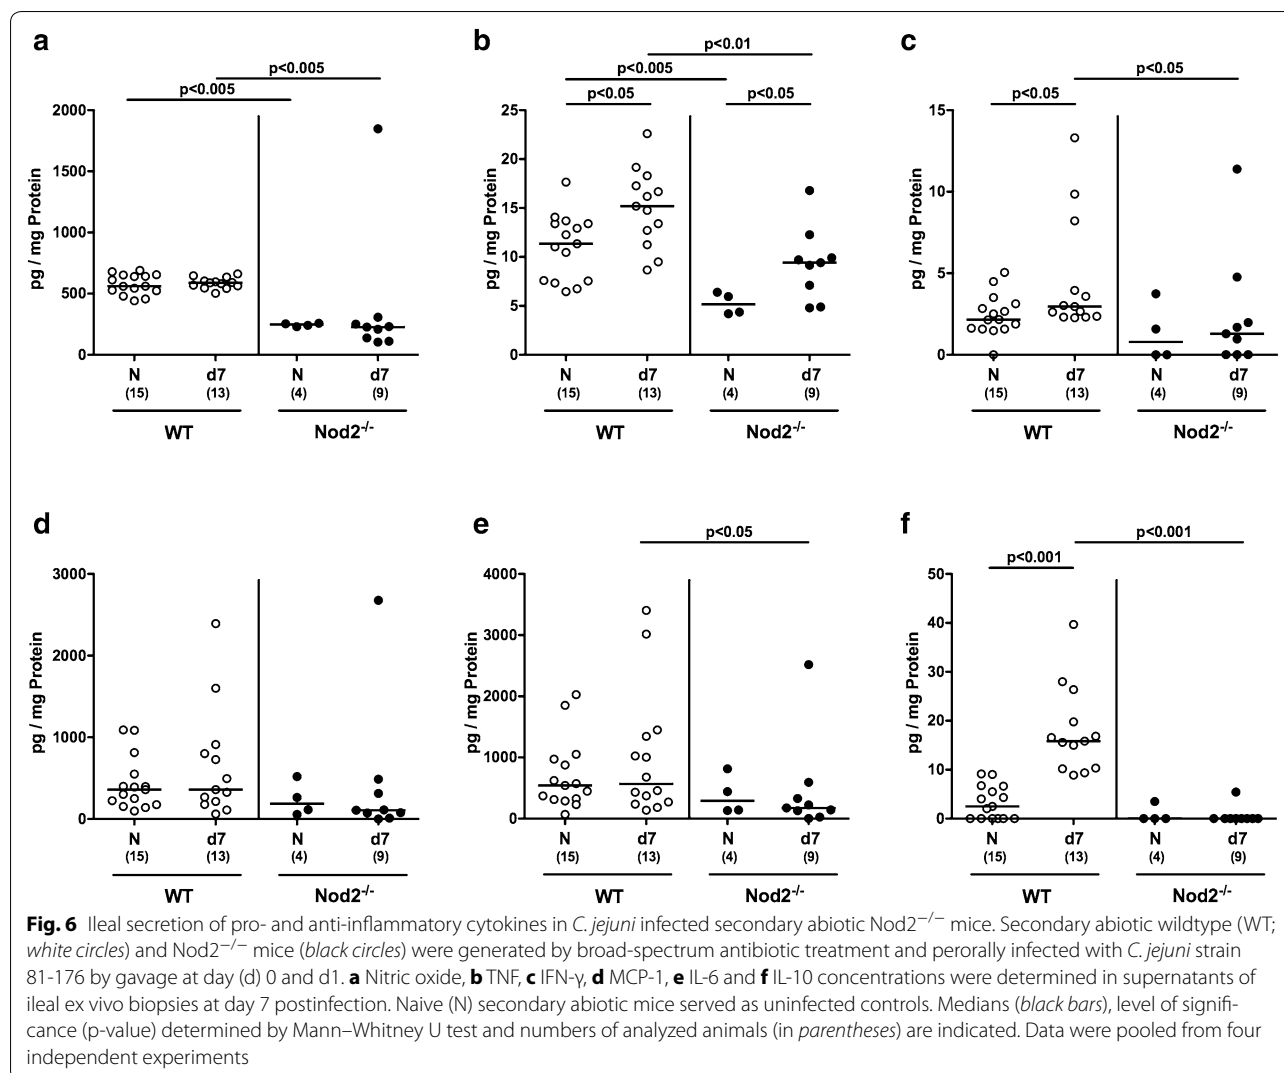 a
p<0.005
p<0.005
2000
1500
1000
500
0
pg / mg Protein
N
d7
N
d7
(15)
(13)
(4)
(9)
WT
Nod2-/-
b
p<0.01
p<0.005
p<0.05
p<0.05
25
20
15
10
5
0
pg / mg Protein
N
d7
N
d7
(15)
(13)
(4)
(9)
WT
Nod2-/-
c
p<0.05
p<0.05
15
10
5
0
pg / mg Protein
N
d7
N
d7
(15)
(13)
(4)
(9)
WT
Nod2-/-
d
3000
2000
1000
0
pg / mg Protein
N
d7
N
d7
(15)
(13)
(4)
(9)
WT
Nod2-/-
e
p<0.05
4000
3000
2000
1000
0
pg / mg Protein
N
d7
N
d7
(15)
(13)
(4)
(9)
WT
Nod2-/-
f
p<0.001
p<0.001
50
40
30
20
10
0
pg / mg Protein
N
d7
N
d7
(15)
(13)
(4)
(9)
WT
Nod2-/-
Fig. 6 Ileal secretion of pro- and anti-inflammatory cytokines in C. jejuni infected secondary abiotic Nod2−/− mice. Secondary abiotic wildtype (WT;
white circles) and Nod2−/− mice (black circles) were generated by broad-spectrum antibiotic treatment and perorally infected with C. jejuni strain
81-176 by gavage at day (d) 0 and d1. a Nitric oxide, b TNF, c IFN-γ, d MCP-1, e IL-6 and f IL-10 concentrations were determined in supernatants of
ileal ex vivo biopsies at day 7 postinfection. Naive (N) secondary abiotic mice served as uninfected controls. Medians (black bars), level of signifi-
cance (p-value) determined by Mann–Whitney U test and numbers of analyzed animals (in parentheses) are indicated. Data were pooled from four
independent experiments